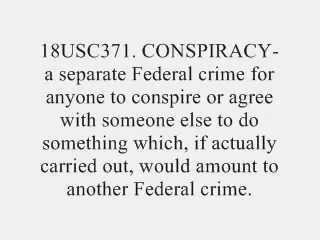 18USC371. CONSPIRACY-
a separate Federal crime for
anyone to conspire or agree
with someone else to do
something which, if actually
carried out, would amount to
another Federal crime.